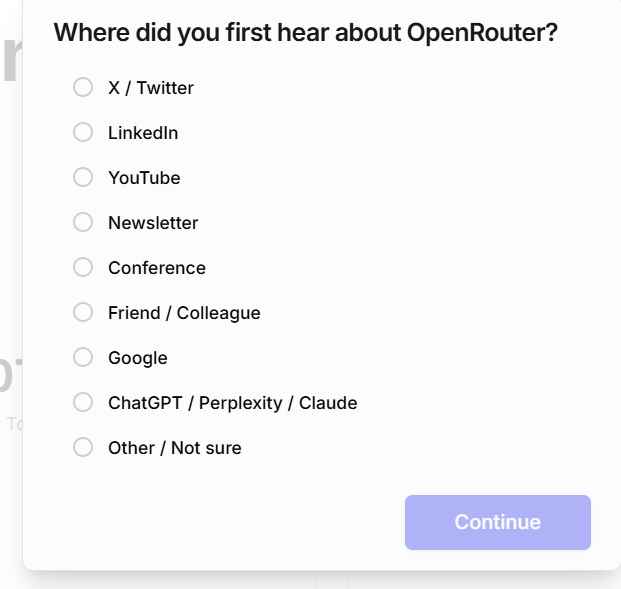 Where did you first hear about OpenRouter?
X / Twitter
LinkedIn
YouTube
Newsletter
Conference
Friend / Colleague
Google
ChatGPT / Perplexity / Claude
Other / Not sure
Continue